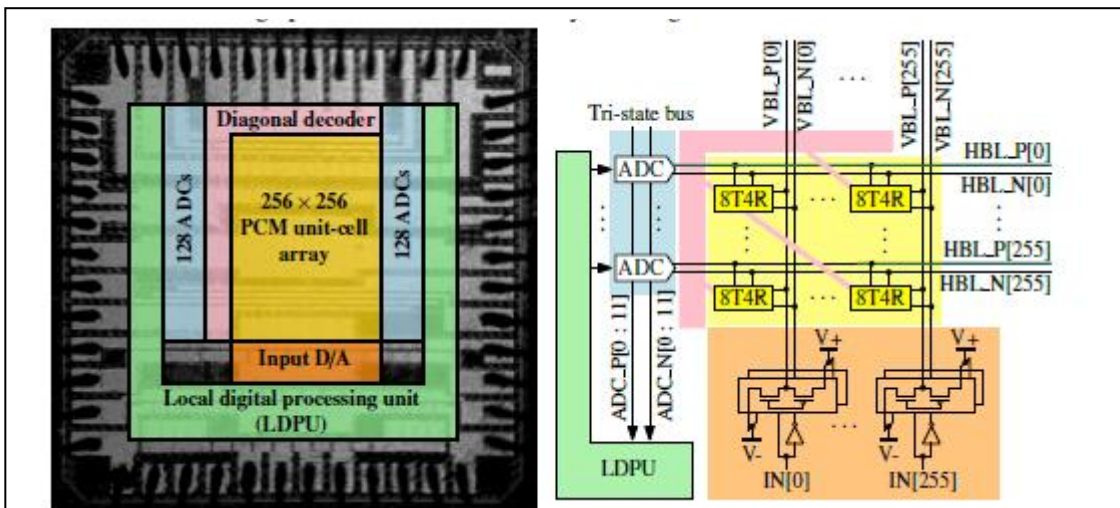 Diagonal decoder
128 ADCs
256 × 256
PCM unit-cell
array
128 ADCs
Input D/A
Local digital processing unit
(LDPU)
VBL_P[0]
VBL_N[0]
. . .
VBL_P[255]
VBL_N[255]
Tri-state bus
ADC
HBL_P[0]
HBL_N[0]
8T4R
. . .
8T4R
ADC
HBL_P[255]
HBL_N[255]
8T4R
. . .
8T4R
ADC_P[0 : 11]
ADC_N[0 : 11]
V+
V+
V-
. . .
V-
LDPU
IN[0]
IN[255]